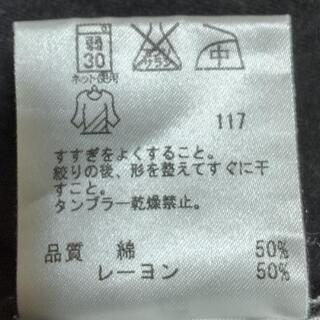 弱
30
中
ネット使用
117
すすぎをよくすること。
絞りの後、形を整えてすぐに干
すこと。
タンブラー乾燥禁止。
品質 綿 50%
レーヨン 50%